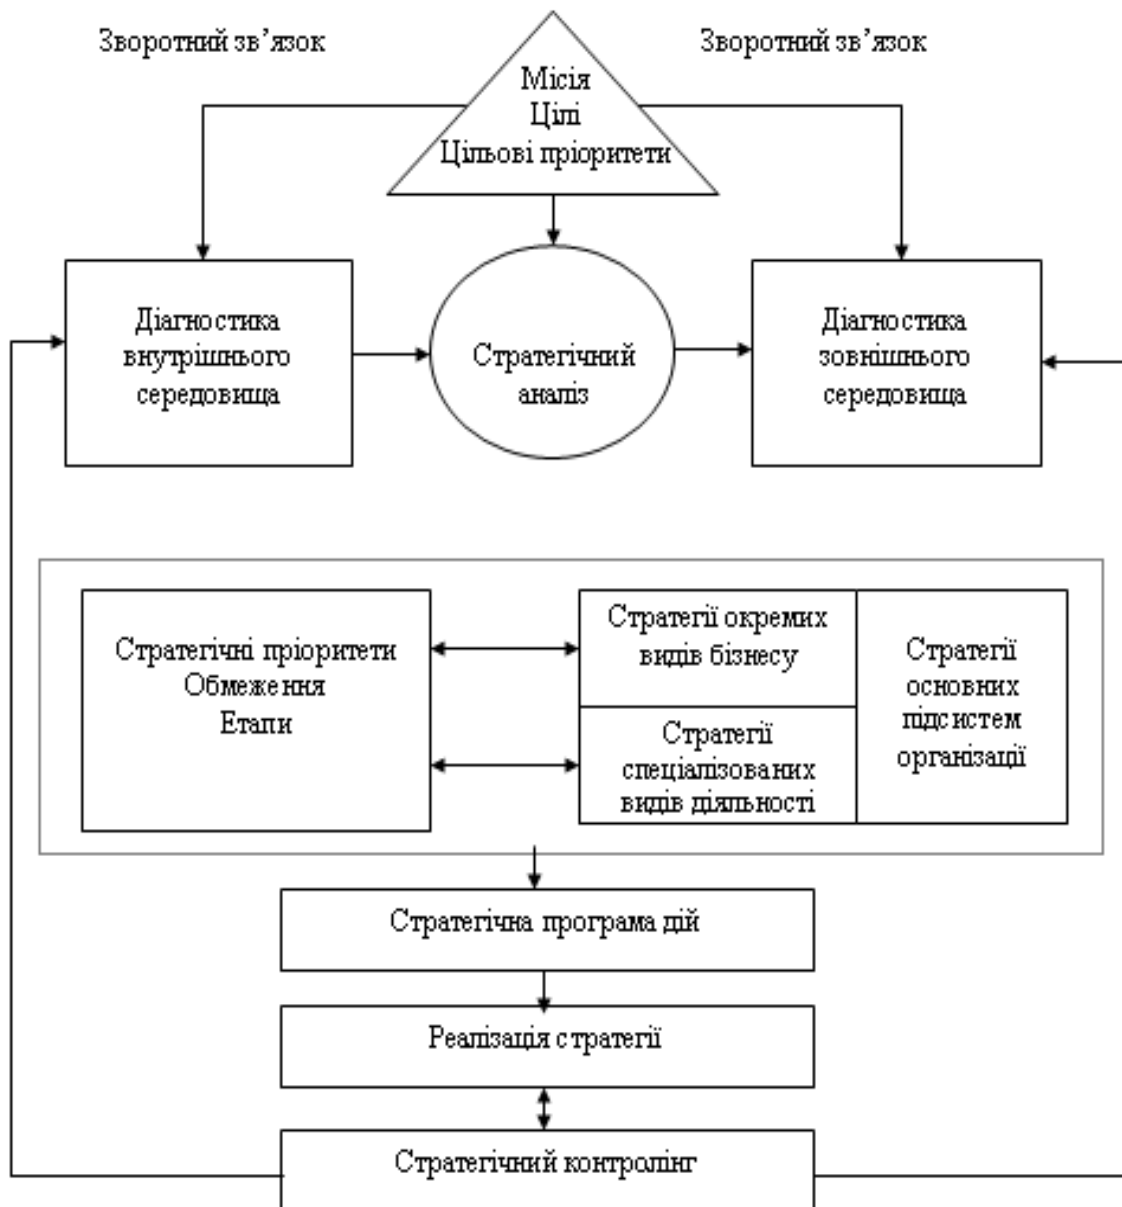 Зворотний зв’язок
Зворотний зв’язок
Місія
Цілі
Цільові пріоритети
Діагностика
внутрішнього
середовища
Стратегічний
аналіз
Діагностика
зовнішнього
середовища
Стратегічні пріоритети
Обмеження
Етапи
Стратегії окремих
видів бізнесу
Стратегії
спеціалізованих
видів діяльності
Стратегії
основних
підсистем
організації
Стратегічна програма дій
Реалізація стратегії
Стратегічний контролінг